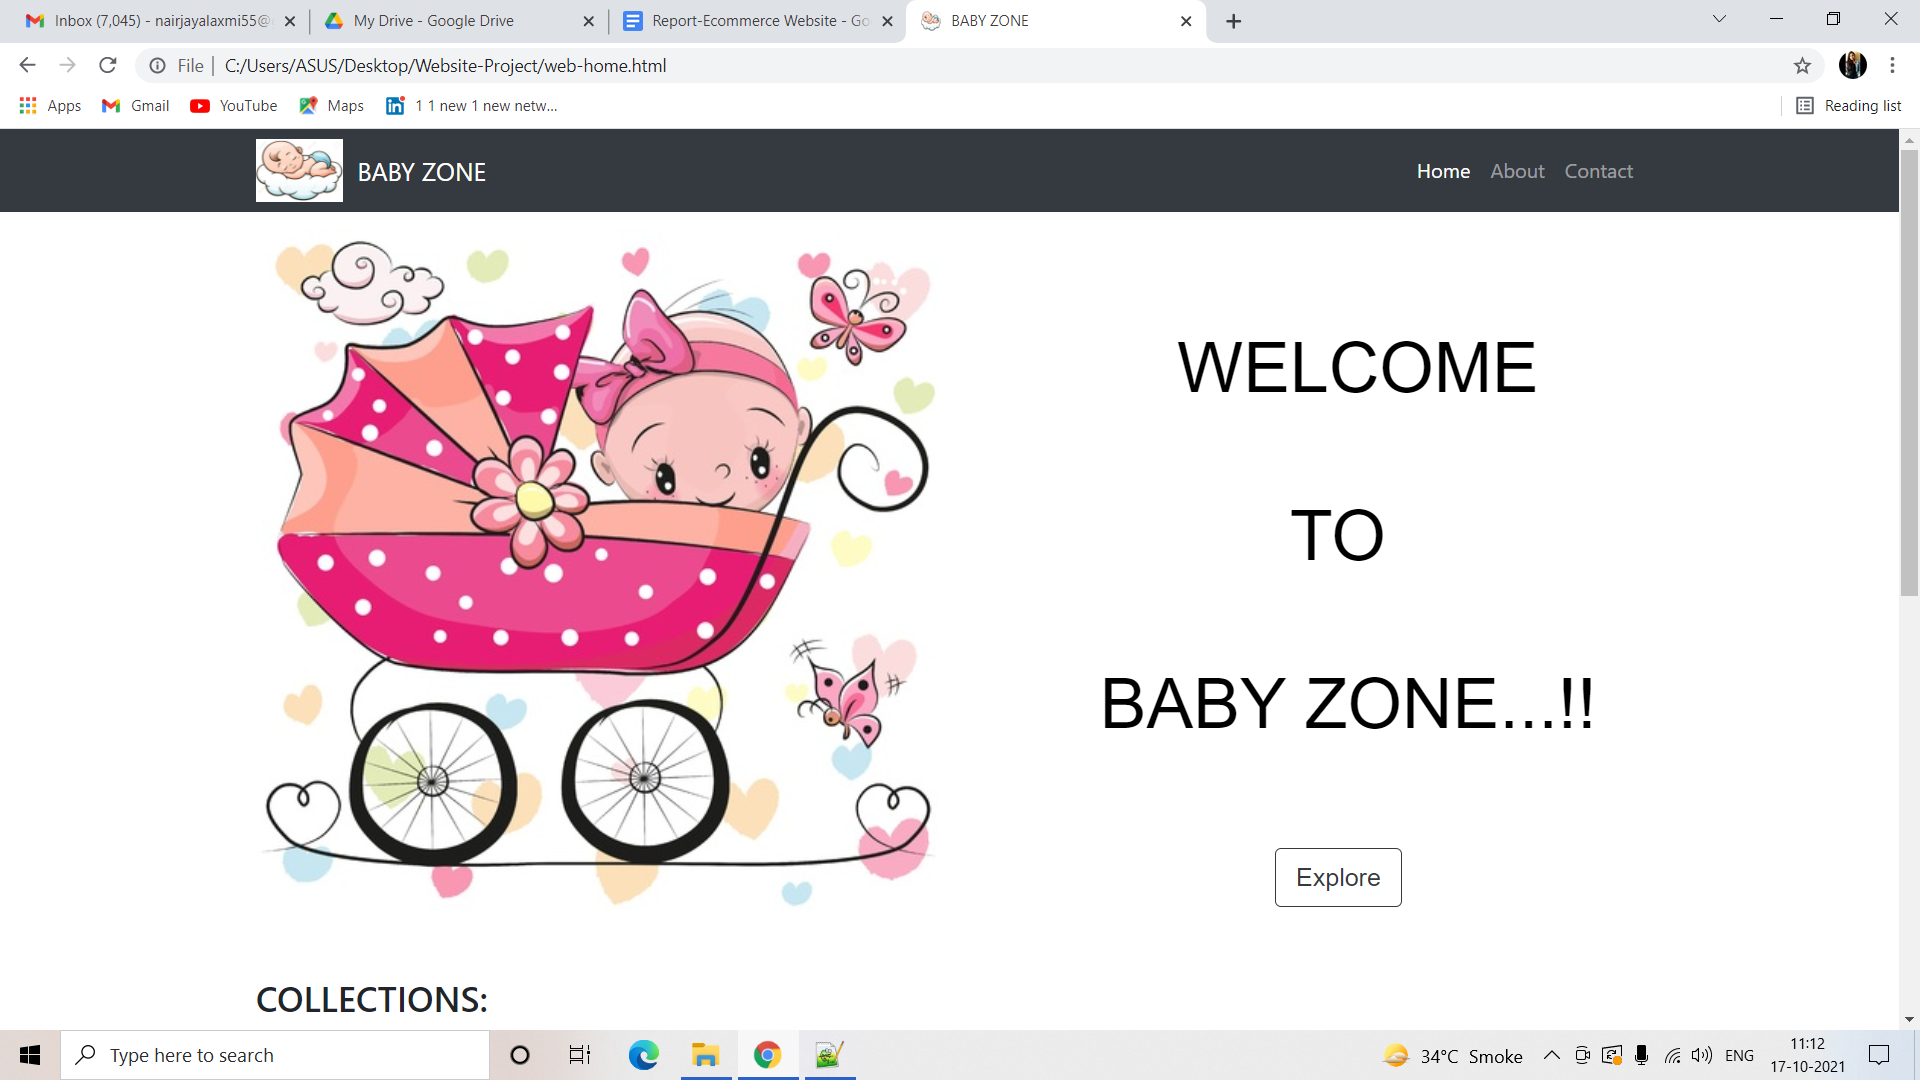 Inbox (7,045) - nairjayalaxmi55@
My Drive - Google Drive
Report-Ecommerce Website - Go
BABY ZONE
File
C:/Users/ASUS/Desktop/Website-Project/web-home.html
Apps
Gmail
YouTube
Maps
1 1 new 1 new netw...
Reading list
BABY ZONE
Home About Contact
WELCOME
TO
BABY ZONE...!!
Explore
COLLECTIONS:
Type here to search
34°C Smoke
ENG
11:12
17-10-2021